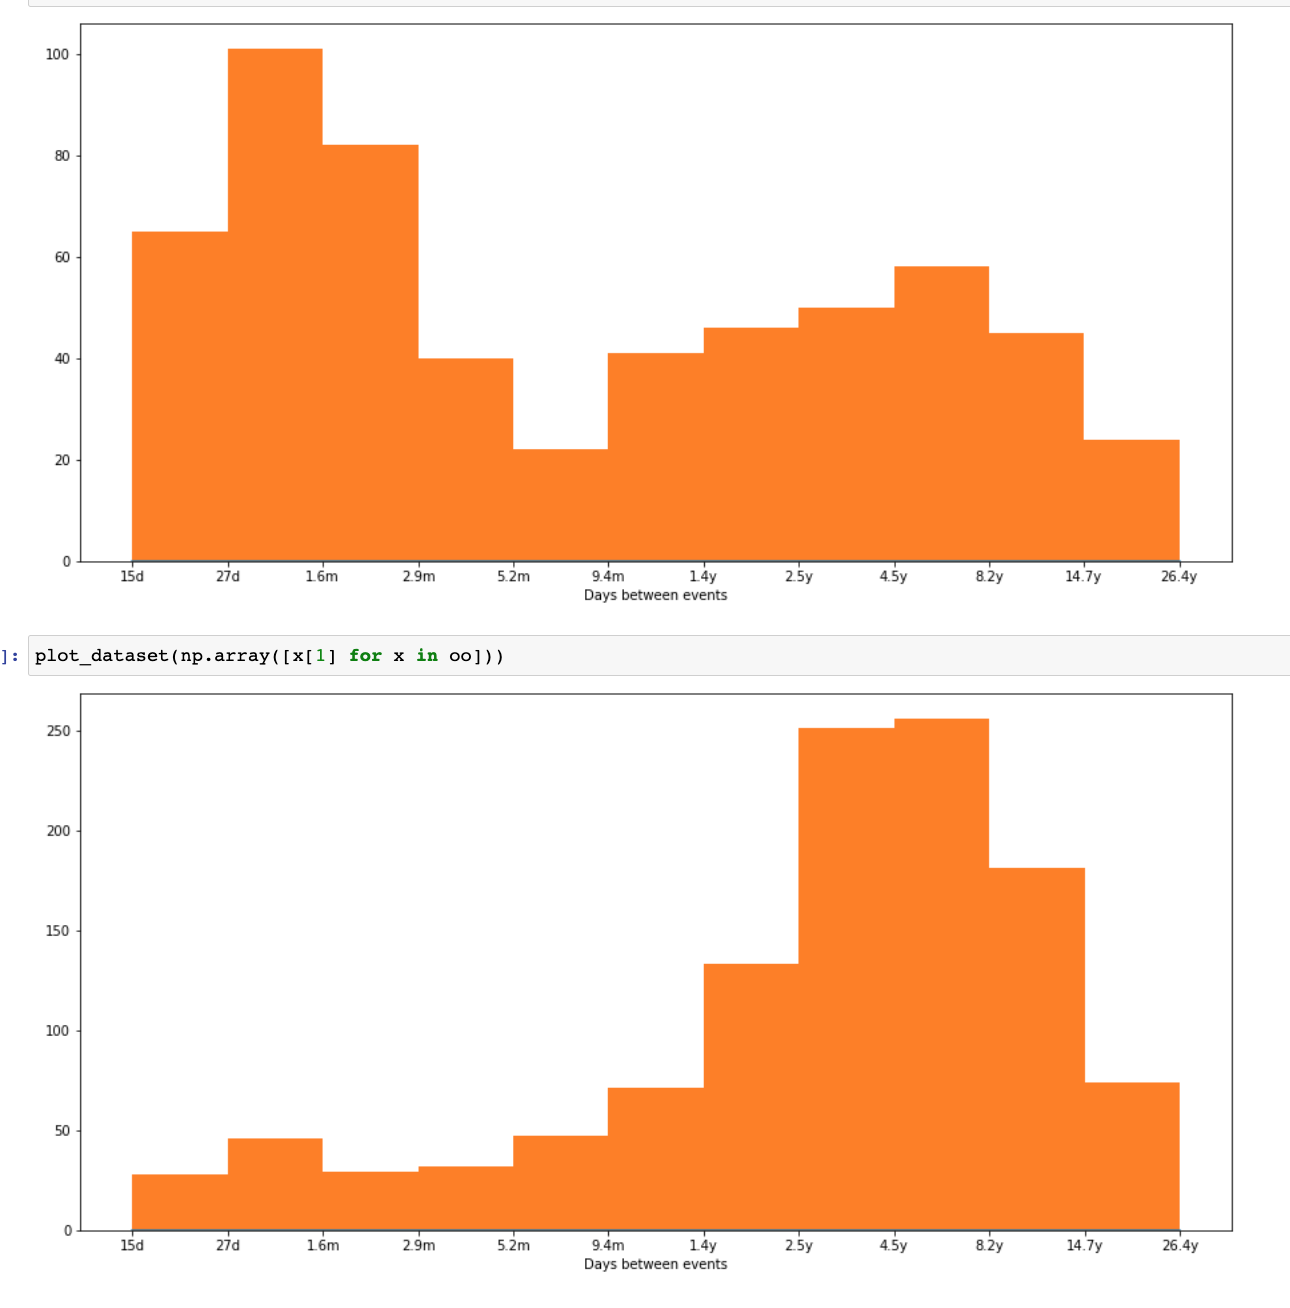 100
80
60
40
20
0
15d 27d 1.6m 2.9m 5.2m 9.4m 1.4y 2.5y 4.5y 8.2y 14.7y 26.4y
Days between events
]: plot_dataset(np.array([x[1] for x in oo]))
250
200
150
100
50
0
15d 27d 1.6m 2.9m 5.2m 9.4m 1.4y 2.5y 4.5y 8.2y 14.7y 26.4y
Days between events